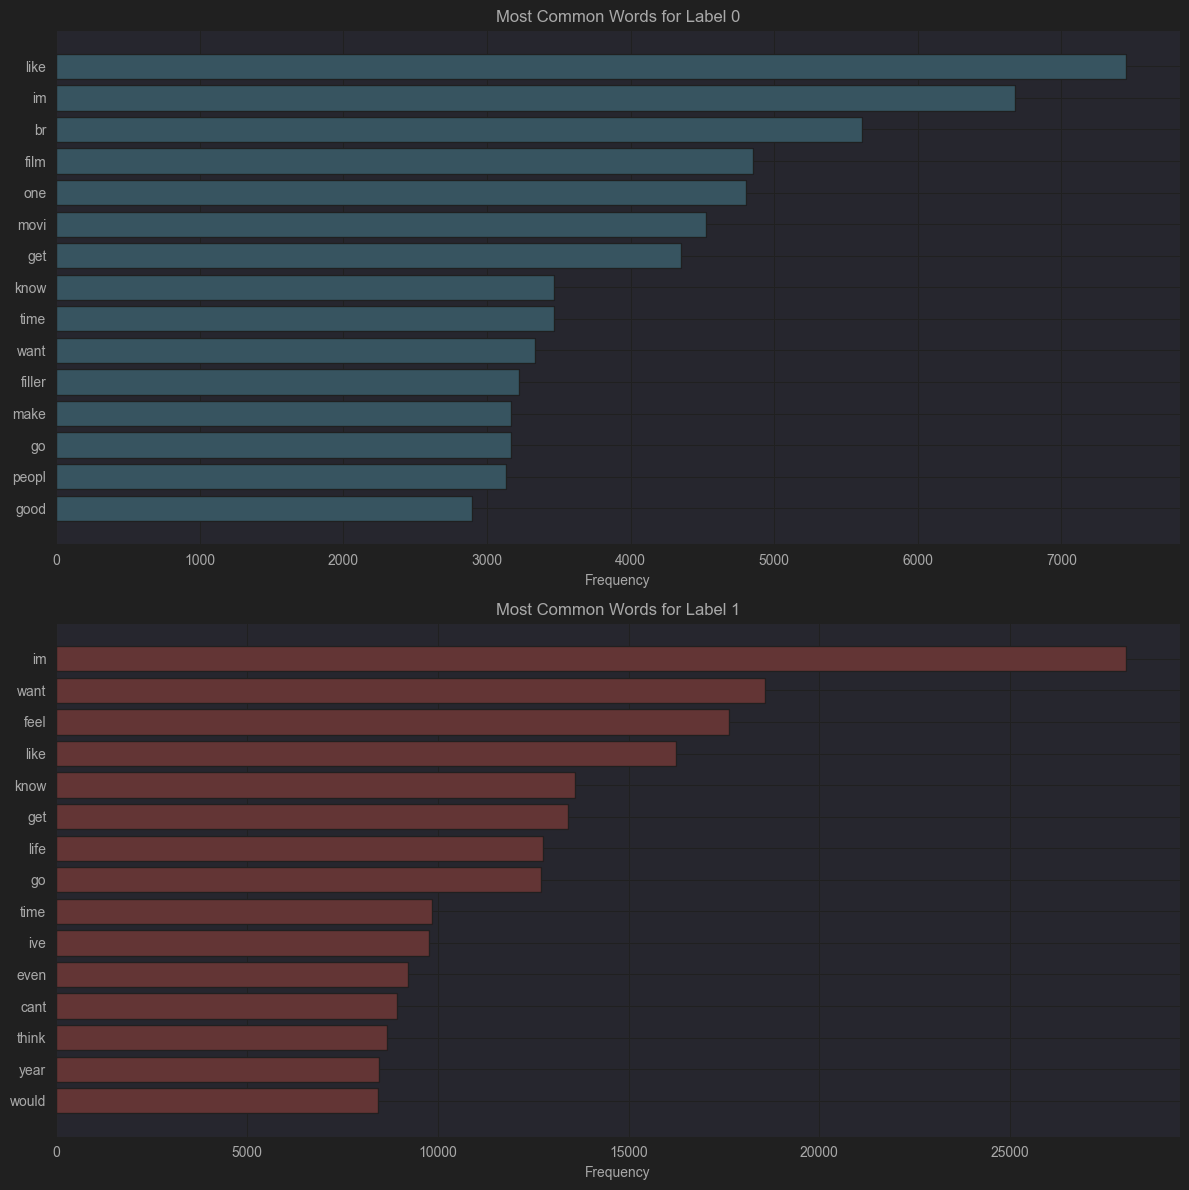 Most Common Words for Label 0
like
im
br
film
one
movi
get
know
time
want
filler
make
go
peopl
good
0 1000 2000 3000 4000 5000 6000 7000
Frequency
Most Common Words for Label 1
im
want
feel
like
know
get
life
go
time
ive
even
cant
think
year
would
0 5000 10000 15000 20000 25000
Frequency